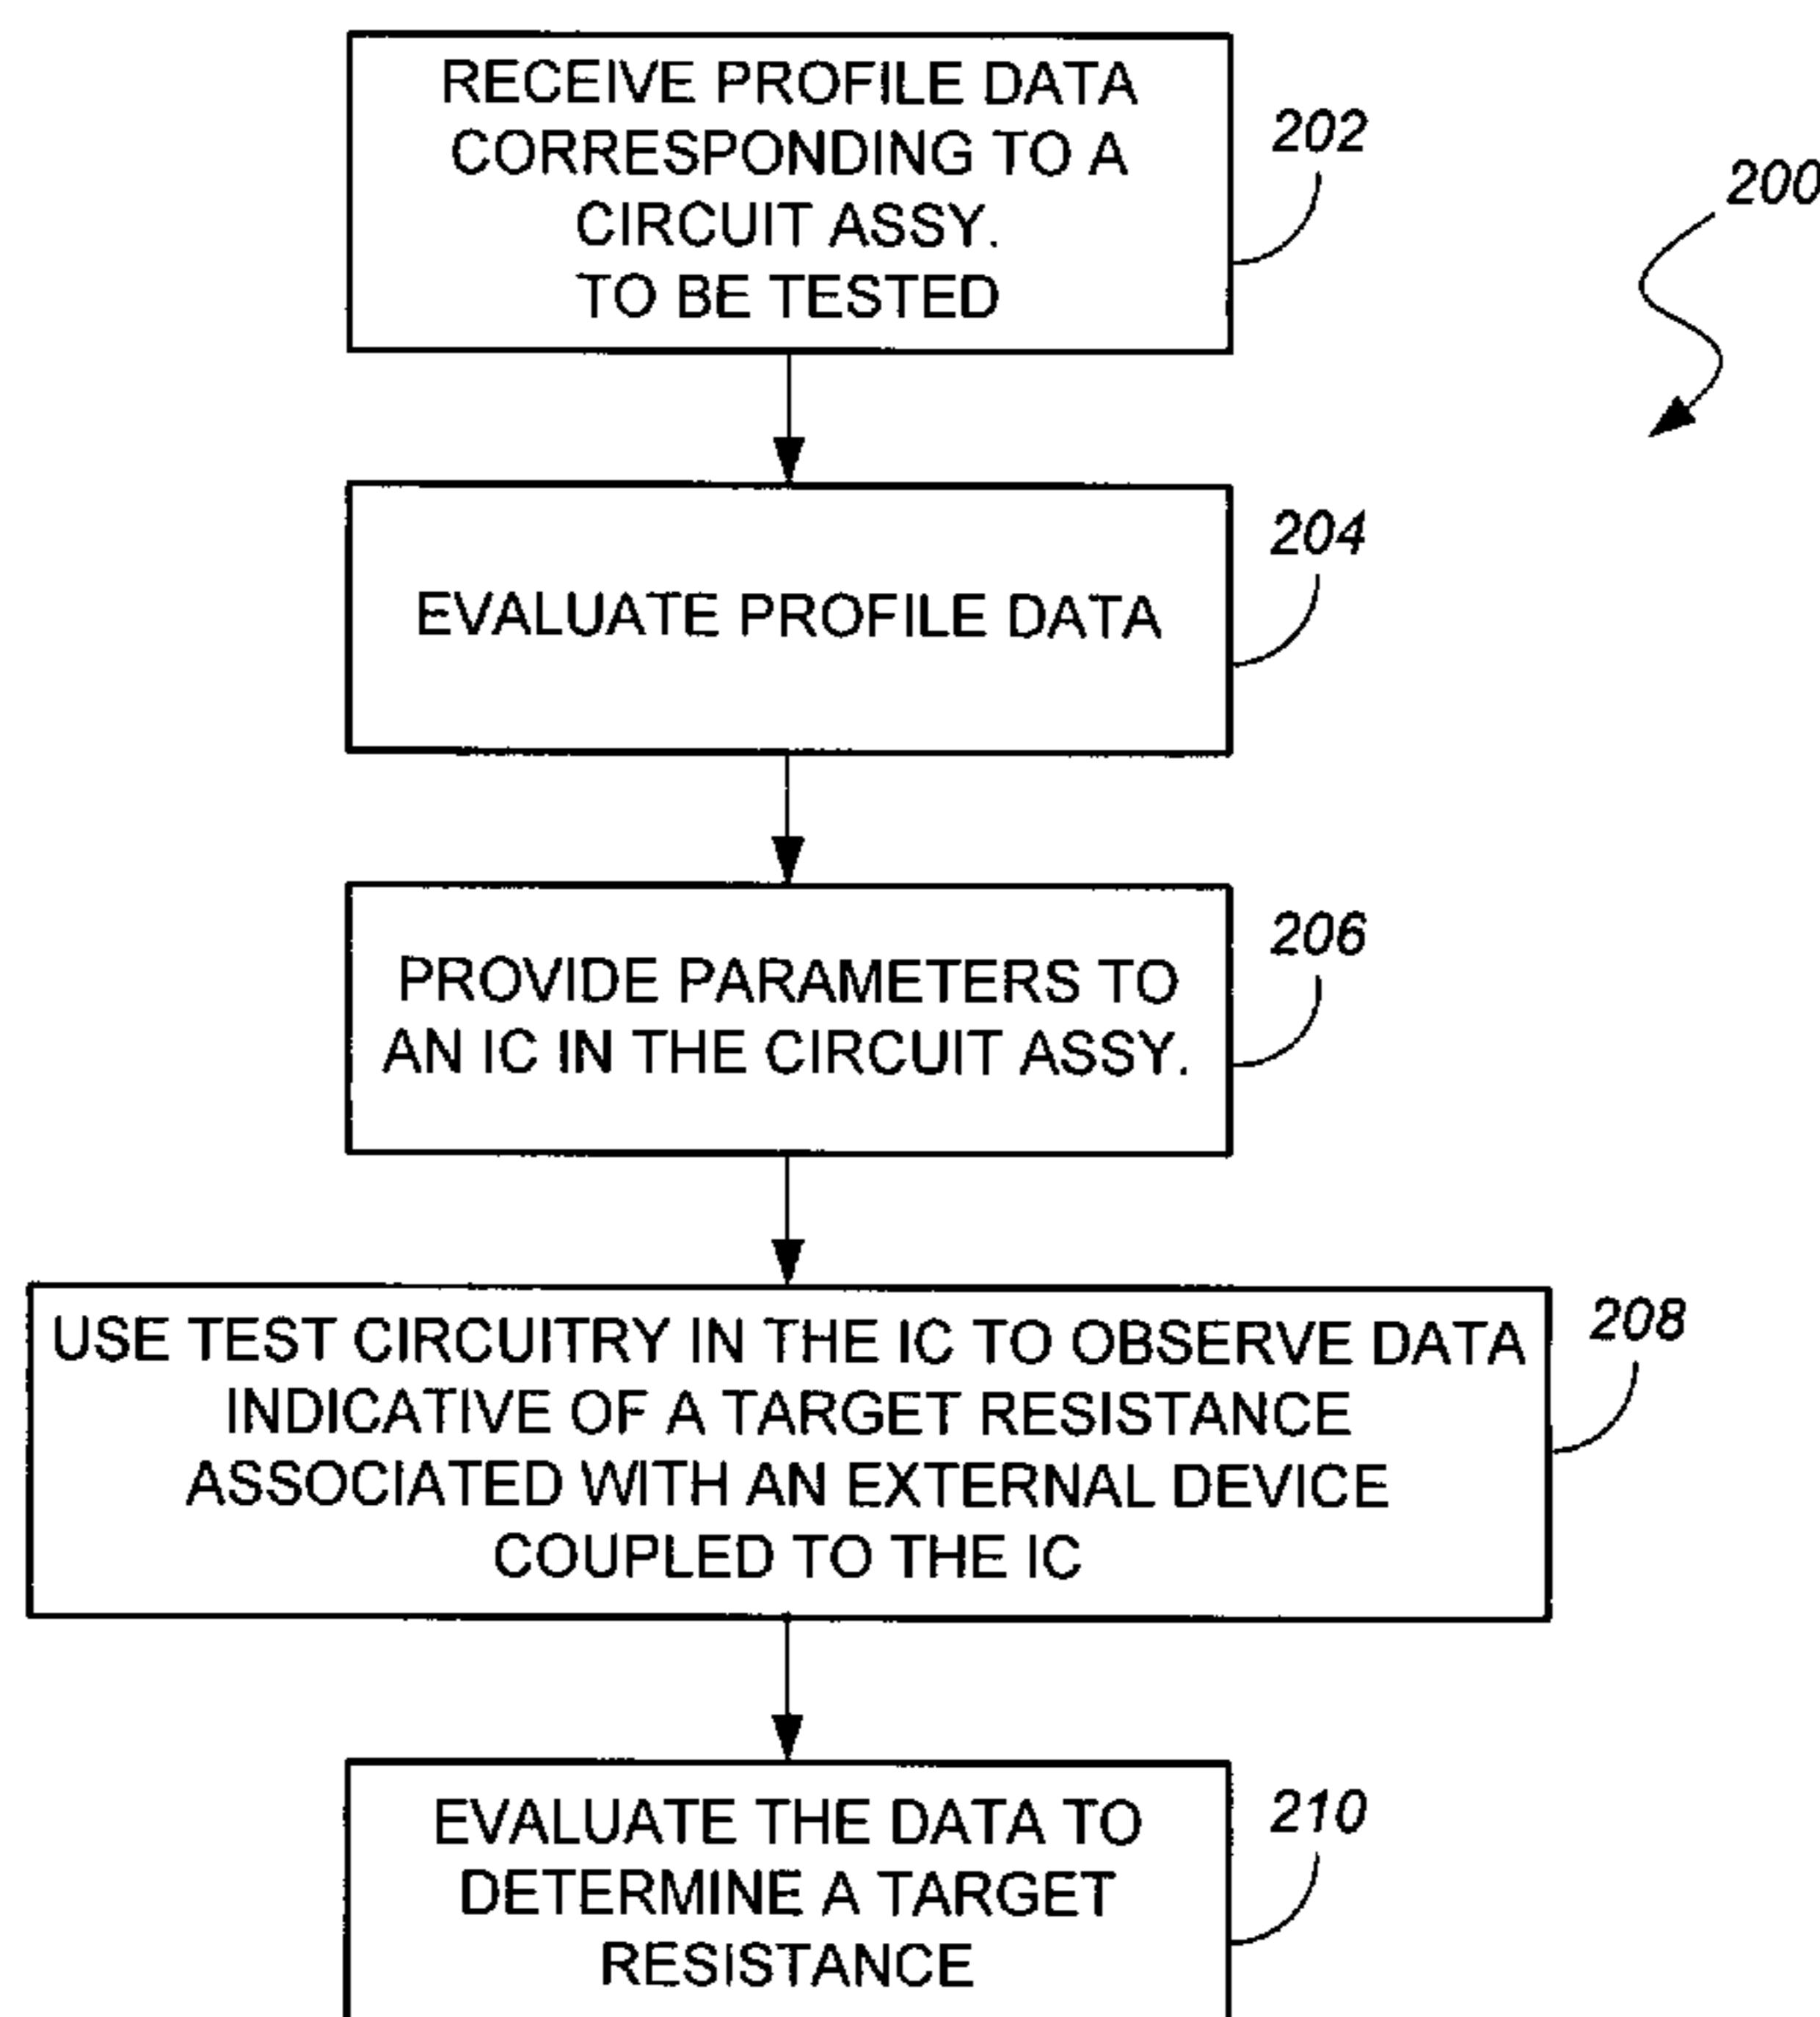 RECEIVE PROFILE DATA
CORRESPONDING TO A
CIRCUIT ASSY.
TO BE TESTED
202
200
EVALUATE PROFILE DATA
204
PROVIDE PARAMETERS TO
AN IC IN THE CIRCUIT ASSY.
206
USE TEST CIRCUITRY IN THE IC TO OBSERVE DATA
INDICATIVE OF A TARGET RESISTANCE
ASSOCIATED WITH AN EXTERNAL DEVICE
COUPLED TO THE IC
208
EVALUATE THE DATA TO
DETERMINE A TARGET
RESISTANCE
210